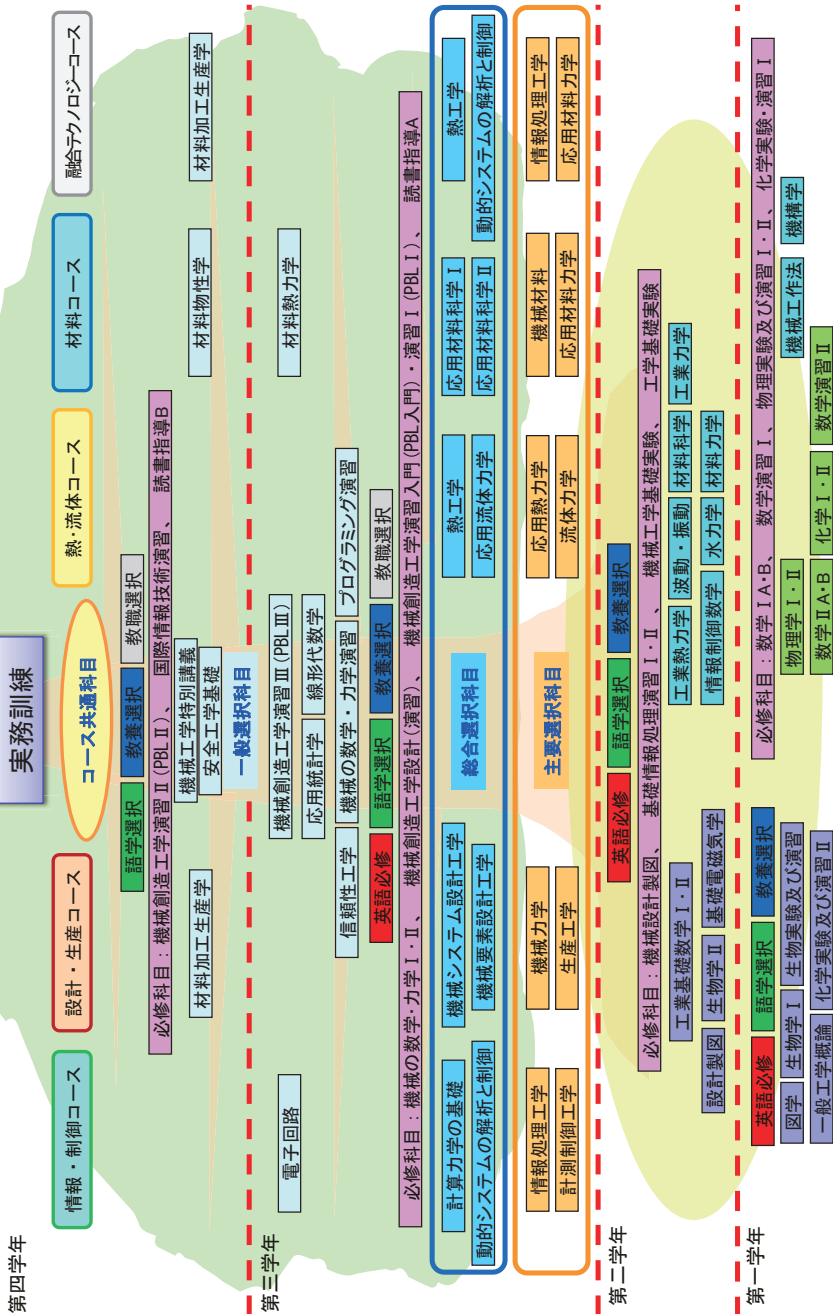 実務訓練
第四学年
情報・制御コース
設計・生産コース
コース共通科目
熱・流体コース
材料コース
融合テクノロジーコース
語学選択
教養選択
教職選択
必修科目：機械創造工学演習Ⅱ(PBLⅡ)、 国際情報技術演習、 読書指導B
材料加工生産学
機械工学特別講義
安全工学基礎
材料物性学
材料加工生産学
一般選択科目
第三学年
電子回路
機械創造工学演習Ⅲ(PBLⅢ)
材料熱力学
応用統計学
線形代数学
信頼性工学
機械の数学・力学演習
プログラミング演習
英語必修
語学選択
教養選択
教職選択
必修科目：機械の数学・力学Ⅰ・Ⅱ、 機械創造工学設計(演習)、 機械創造工学演習入門(PBL入門)・演習Ⅰ(PBLⅠ)、 読書指導A
総合選択科目
計算力学の基礎
動的システムの解析と制御
機械システム設計工学
機械要素設計工学
熱工学
応用流体力学
応用材料科学Ⅰ
応用材料科学Ⅱ
熱工学
動的システムの解析と制御
主要選択科目
情報処理工学
計測制御工学
機械力学
生産工学
応用熱力学
流体力学
機械材料
応用材料力学
情報処理工学
応用材料力学
第二学年
英語必修
語学選択
教養選択
必修科目：機械設計製図、 基礎情報処理演習Ⅰ・Ⅱ、 機械工学基礎実験、 工学基礎実験
工業基礎数学Ⅰ・Ⅱ
工業熱力学
波動・振動
材料科学
工業力学
設計製図
生物学Ⅱ
基礎電磁気学
情報制御数学
水力学
材料力学
第一学年
英語必修
語学選択
教養選択
必修科目：数学ⅠA・B、 数学演習Ⅰ、物理実験及び演習Ⅰ・Ⅱ、化学実験・演習Ⅰ
図学
生物学Ⅰ
生物実験及び演習
物理学Ⅰ・Ⅱ
機械工作法
機構学
一般工学概論
化学実験及び演習Ⅱ
数学ⅡA・B
化学Ⅰ・Ⅱ
数学演習Ⅱ